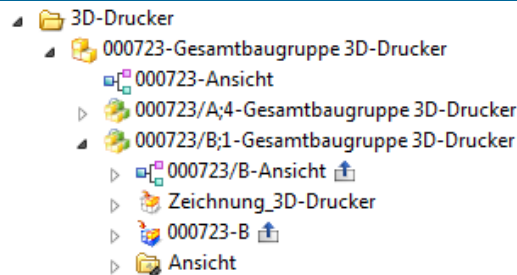 3D-Drucker
000723-Gesamtbaugruppe 3D-Drucker
000723-Ansicht
000723/A;4-Gesamtbaugruppe 3D-Drucker
000723/B;1-Gesamtbaugruppe 3D-Drucker
000723/B-Ansicht
Zeichnung_3D-Drucker
000723-B
Ansicht